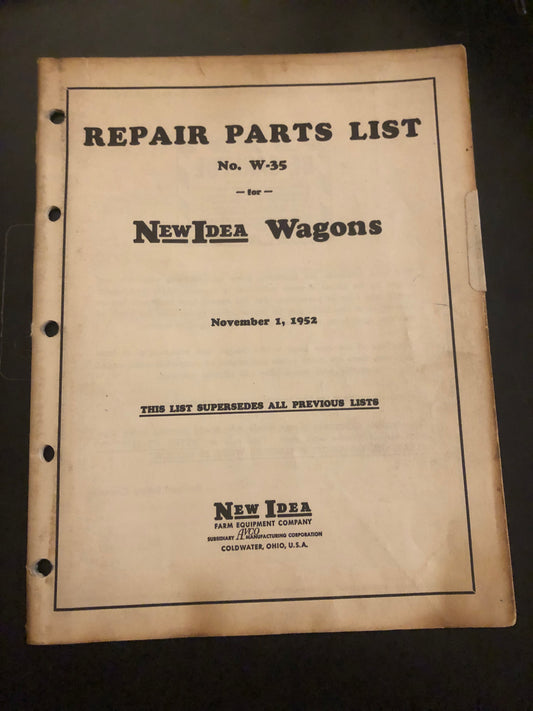 REPAIR PARTS LIST
No. W-35
— for —
NEW IDEA Wagons
November 1, 1952
THIS LIST SUPERSEDES ALL PREVIOUS LISTS
NEW IDEA
FARM EQUIPMENT COMPANY
SUBSIDIARY AVCO MANUFACTURING CORPORATION
COLDWATER, OHIO, U.S.A.